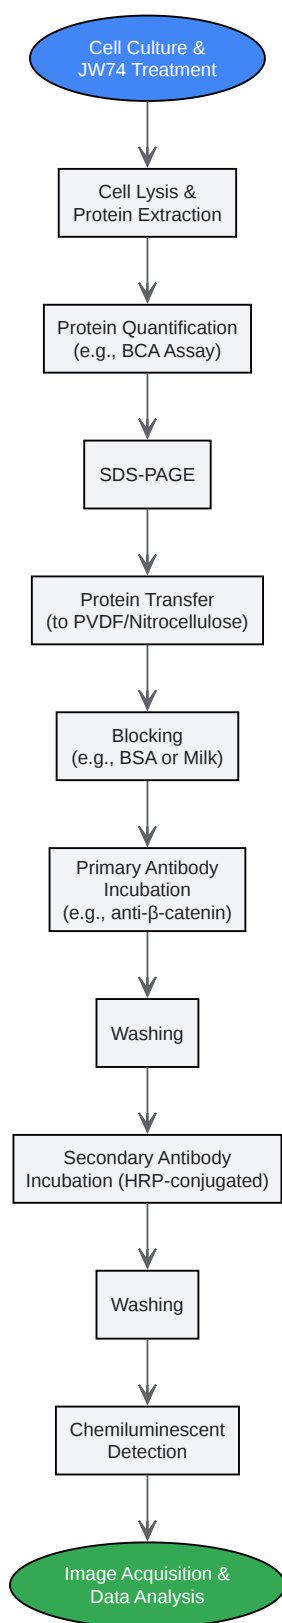 Cell Culture &
JW74 Treatment
Cell Lysis &
Protein Extraction
Protein Quantification
(e.g., BCA Assay)
SDS-PAGE
Protein Transfer
(to PVDF/Nitrocellulose)
Blocking
(e.g., BSA or Milk)
Primary Antibody
Incubation
(e.g., anti-β-catenin)
Washing
Secondary Antibody
Incubation (HRP-conjugated)
Washing
Chemiluminescent
Detection
Image Acquisition &
Data Analysis